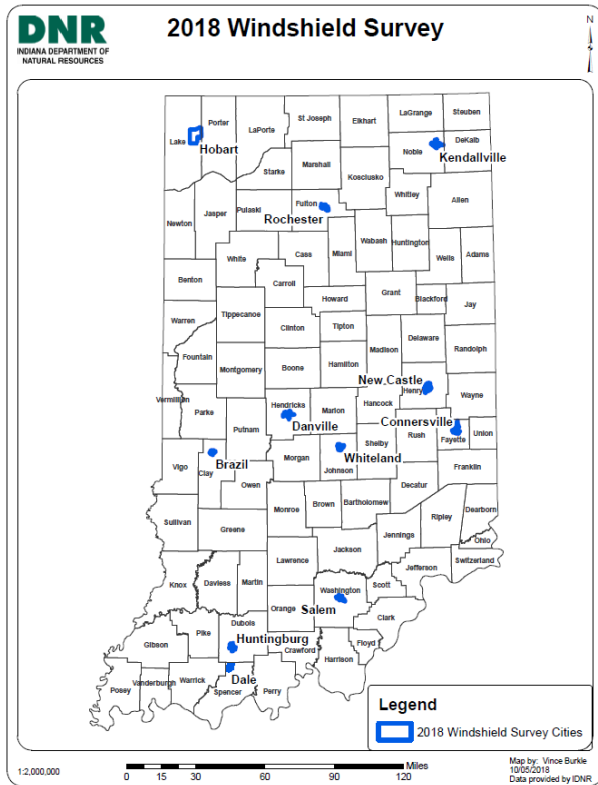 DNR
INDIANA DEPARTMENT OF
NATURAL RESOURCES
2018 Windshield Survey
N
Steuben
LaGrange
St Joseph
Elkhart
Porter
LaPorte
Lake
Hobart
Noble
DeKalb
Kendallville
Marshall
Starke
Kosciusko
Whitley
Allen
Fulton
Rochester
Pulaski
Jasper
Newton
Wabash
Huntington
Miami
Cass
White
Wells
Adams
Benton
Carroll
Grant
Blackford
Jay
Howard
Warren
Tippecanoe
Clinton
Tipton
Madison
Delaware
Randolph
Fountain
Montgomery
Boone
Hamilton
New Castle
Henry
Wayne
Vermillion
Parke
Hendricks
Marion
Hancock
Danville
Connersville
Putnam
Fayette
Union
Rush
Shelby
Whiteland
Morgan
Johnson
Brazil
Vigo
Clay
Owen
Franklin
Decatur
Bartholomew
Brown
Monroe
Ripley
Dearborn
Sullivan
Greene
Jennings
Ohio
Jackson
Lawrence
Switzerland
Jefferson
Knox
Daviess
Martin
Washington
Scott
Orange
Salem
Clark
Dubois
Pike
Huntingburg
Gibson
Crawford
Floyd
Harrison
Dale
Vanderburgh
Warrick
Spencer
Perry
Posey
Legend
2018 Windshield Survey Cities
1:2,000,000
0 15 30 60 90 120 Miles
Map by: Vince Burkle
10/05/2018
Data provided by IDNR